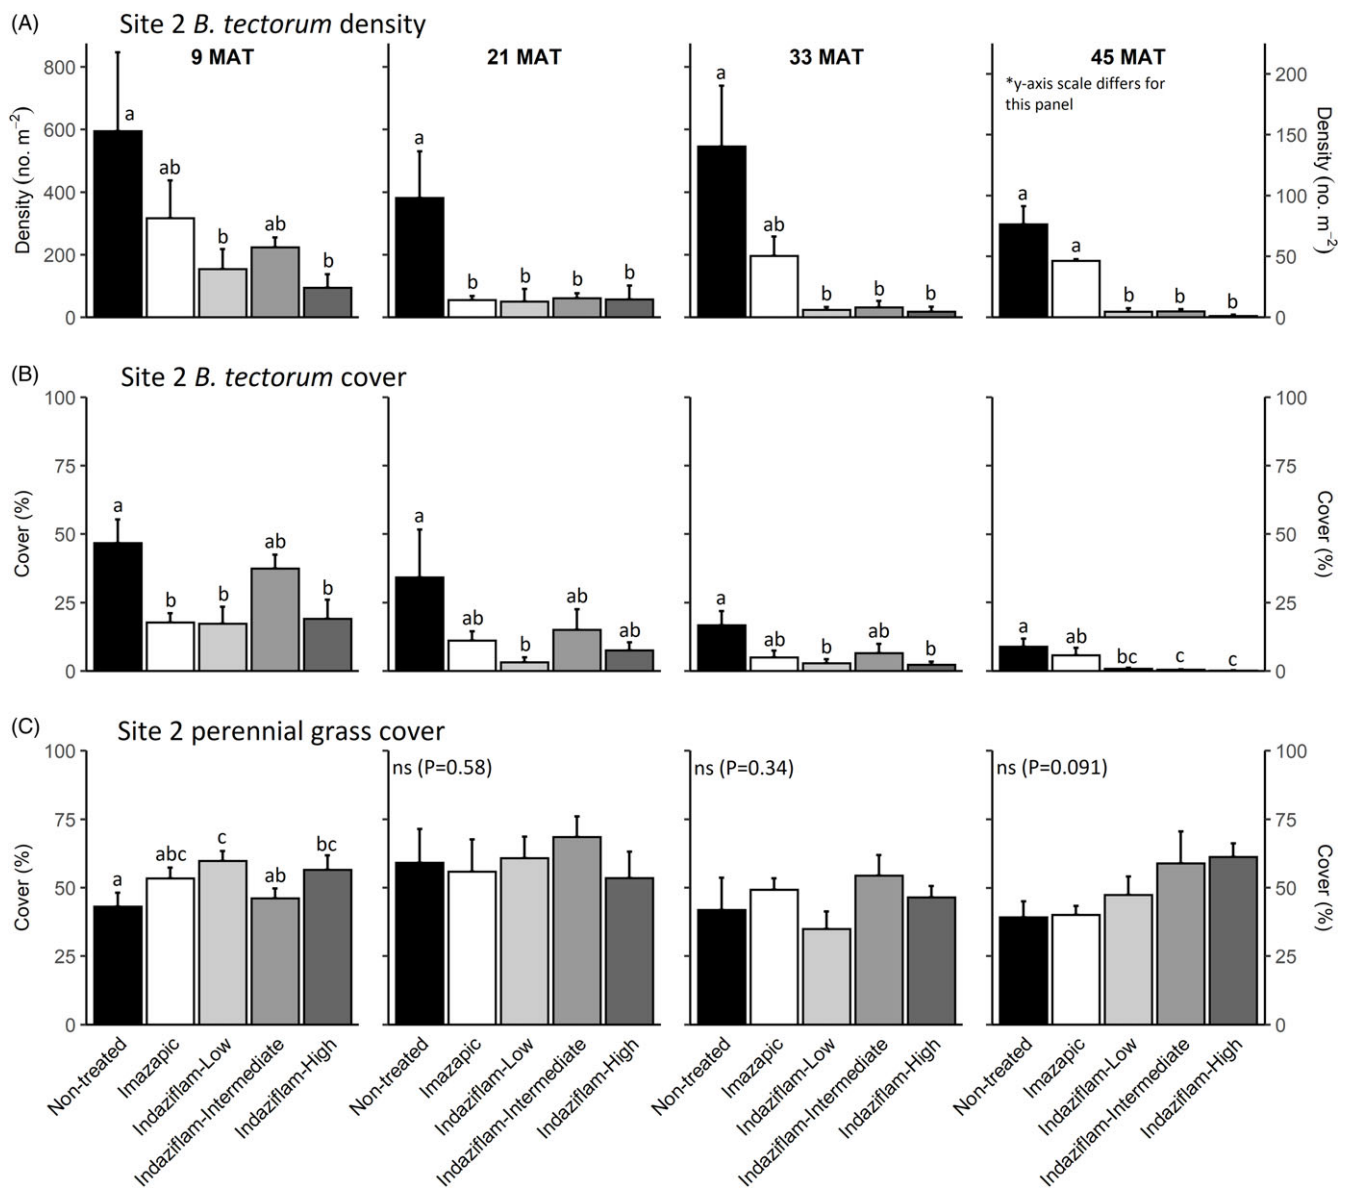 (A) Site 2 B. tectorum density
9 MAT 21 MAT 33 MAT 45 MAT
*y-axis scale differs for
this panel
Density (no. m⁻²)
800
600
400
200
0
a ab b ab b
a b b b b
a ab b b b
a a b b b
200
150
100
50
0
Density (no. m⁻²)
(B) Site 2 B. tectorum cover
Cover (%)
100
75
50
25
0
a b b ab b
a ab b ab ab
a ab b ab b
a ab bc c c
100
75
50
25
0
Cover (%)
(C) Site 2 perennial grass cover
Cover (%)
100
75
50
25
0
a abc c ab bc
ns (P=0.58)
ns (P=0.34)
ns (P=0.091)
100
75
50
25
0
Cover (%)
Non-treated
Imazapic
Indaziflam-Low
Indaziflam-Intermediate
Indaziflam-High
Non-treated
Imazapic
Indaziflam-Low
Indaziflam-Intermediate
Indaziflam-High
Non-treated
Imazapic
Indaziflam-Low
Indaziflam-Intermediate
Indaziflam-High
Non-treated
Imazapic
Indaziflam-Low
Indaziflam-Intermediate
Indaziflam-High